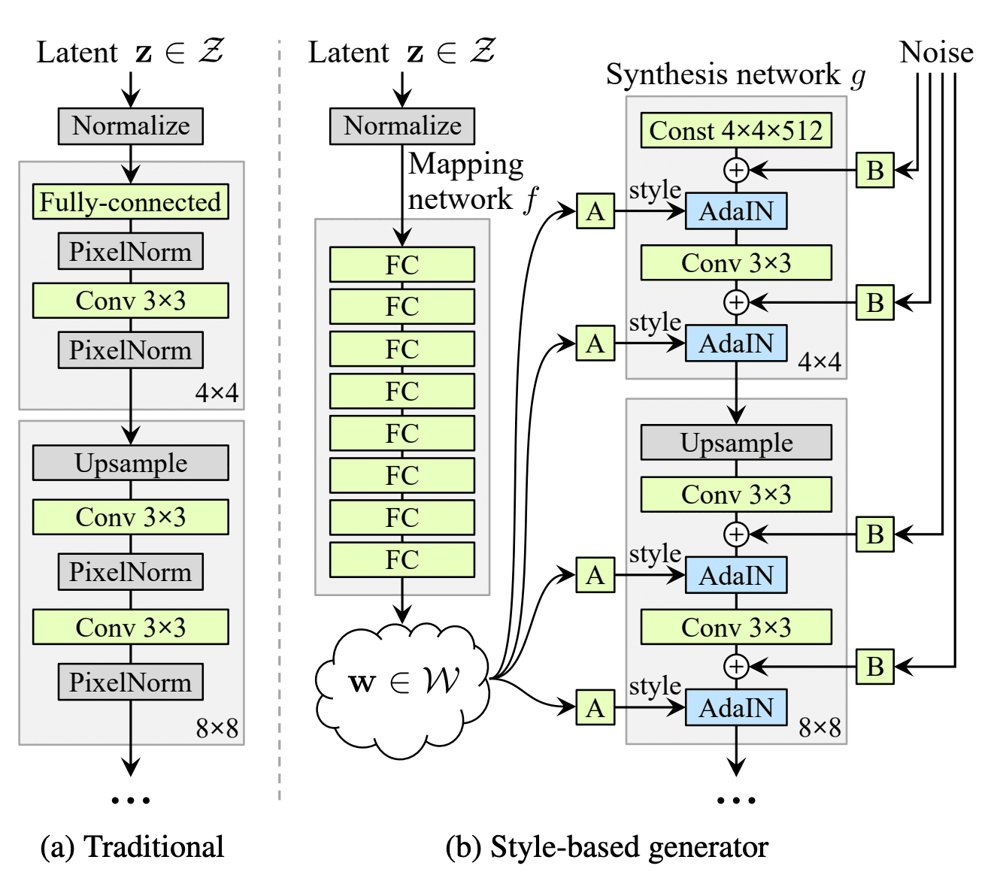 Latent z ∈ 𝒵
Normalize
Fully-connected
PixelNorm
Conv 3×3
PixelNorm
4×4
Upsample
Conv 3×3
PixelNorm
Conv 3×3
PixelNorm
8×8
...
(a) Traditional
Latent z ∈ 𝒵
Normalize
Mapping
network f
FC
FC
FC
FC
FC
FC
FC
FC
w ∈ 𝒲
A
style
A
style
A
style
A
style
Synthesis network g
Const 4×4×512
+
AdaIN
Conv 3×3
+
AdaIN
4×4
Upsample
Conv 3×3
+
AdaIN
Conv 3×3
+
AdaIN
8×8
...
Noise
B
B
B
B
(b) Style-based generator